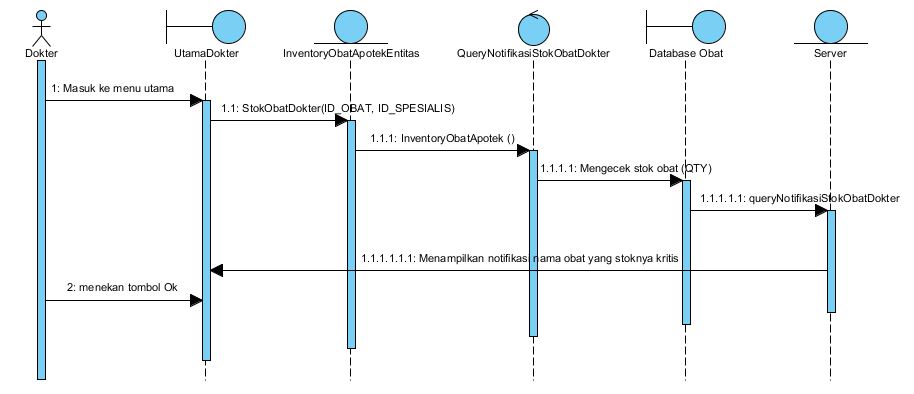 Dokter
UtamaDokter
InventoryObatApotekEntitas
QueryNotifikasiStokObatDokter
Database Obat
Server
1: Masuk ke menu utama
1.1: StokObatDokter(ID_OBAT, ID_SPESIALIS)
1.1.1: InventoryObatApotek ()
1.1.1.1: Mengecek stok obat (QTY)
1.1.1.1.1: queryNotifikasiStokObatDokter
1.1.1.1.1.1: Menampilkan notifikasi nama obat yang stoknya kritis
2: menekan tombol Ok